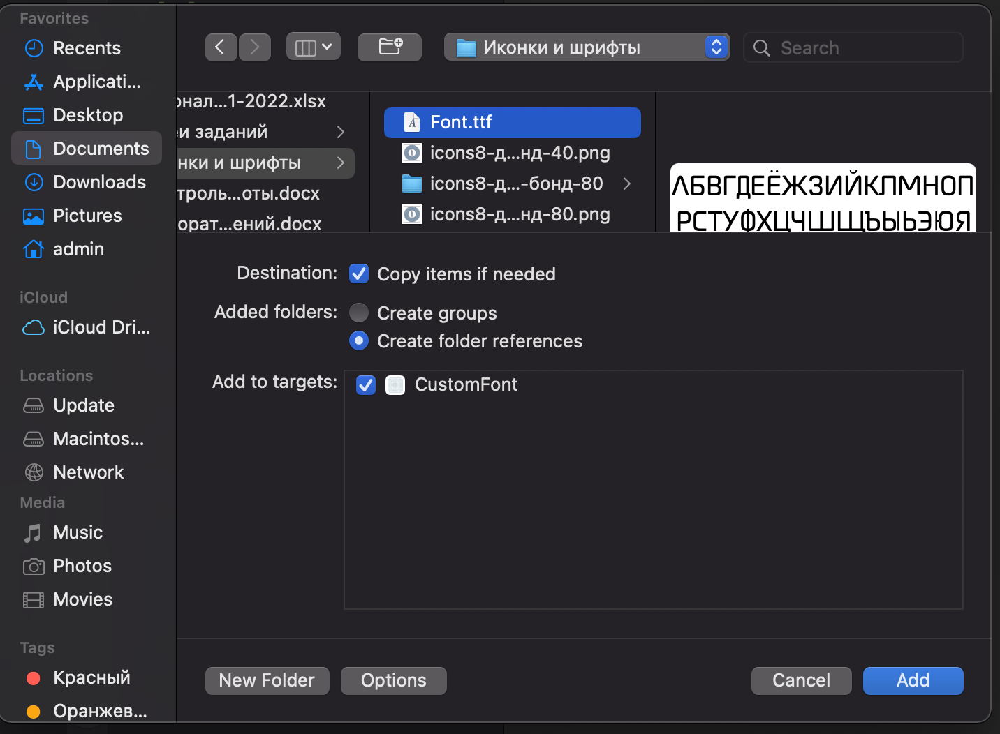 Favorites
Recents
Applicati...
Desktop
Documents
Downloads
Pictures
admin
iCloud
iCloud Dri...
Locations
Update
Macintos...
Network
Media
Music
Photos
Movies
Tags
Красный
Оранжев...
Иконки и шрифты
Search
онал...1-2022.xlsx
и заданий
нки и шрифты
троль...оты.docx
орат...ений.docx
Font.ttf
icons8-д...нд-40.png
icons8-д...-бонд-80
icons8-д...нд-80.png
АБВГДЕЁЖЗИЙКЛМНОП
РСТУФХЦЧШЩЪЫЬЭЮЯ
Destination:
Copy items if needed
Added folders:
Create groups
Create folder references
Add to targets:
CustomFont
New Folder
Options
Cancel
Add